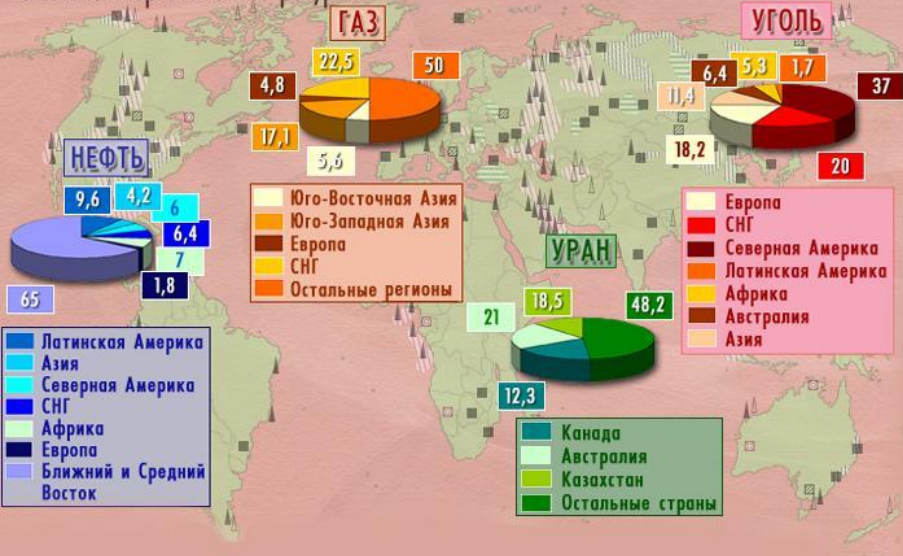 ГАЗ
22,5
50
4,8
17,1
5,6
Юго-Восточная Азия
Юго-Западная Азия
Европа
СНГ
Остальные регионы
УГОЛЬ
6,4
5,3
1,7
37
11,4
18,2
20
Европа
СНГ
Северная Америка
Латинская Америка
Африка
Австралия
Азия
НЕФТЬ
9,6
4,2
6
6,4
7
1,8
65
Латинская Америка
Азия
Северная Америка
СНГ
Африка
Европа
Ближний и Средний
Восток
УРАН
21
18,5
48,2
12,3
Канада
Австралия
Казахстан
Остальные страны